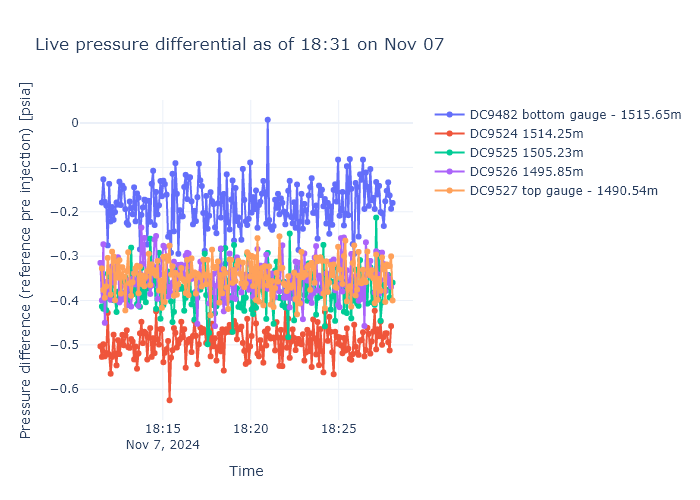 Live pressure differential as of 18:31 on Nov 07
Pressure difference (reference pre injection) [psia]
0
−0.1
−0.2
−0.3
−0.4
−0.5
−0.6
18:15
Nov 7, 2024
18:20
18:25
Time
DC9482 bottom gauge - 1515.65m
DC9524 1514.25m
DC9525 1505.23m
DC9526 1495.85m
DC9527 top gauge - 1490.54m